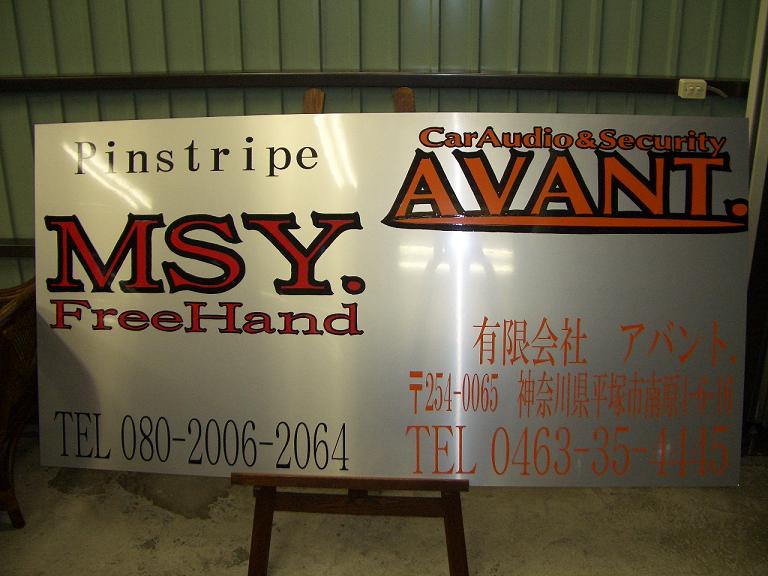 Pinstripe
MSY.
FreeHand
TEL 080-2006-2064
CarAudio&Security
AVANT.
有限会社 アバント.
〒254-0065 神奈川県平塚市南原1-6-16
TEL 0463-35-4445